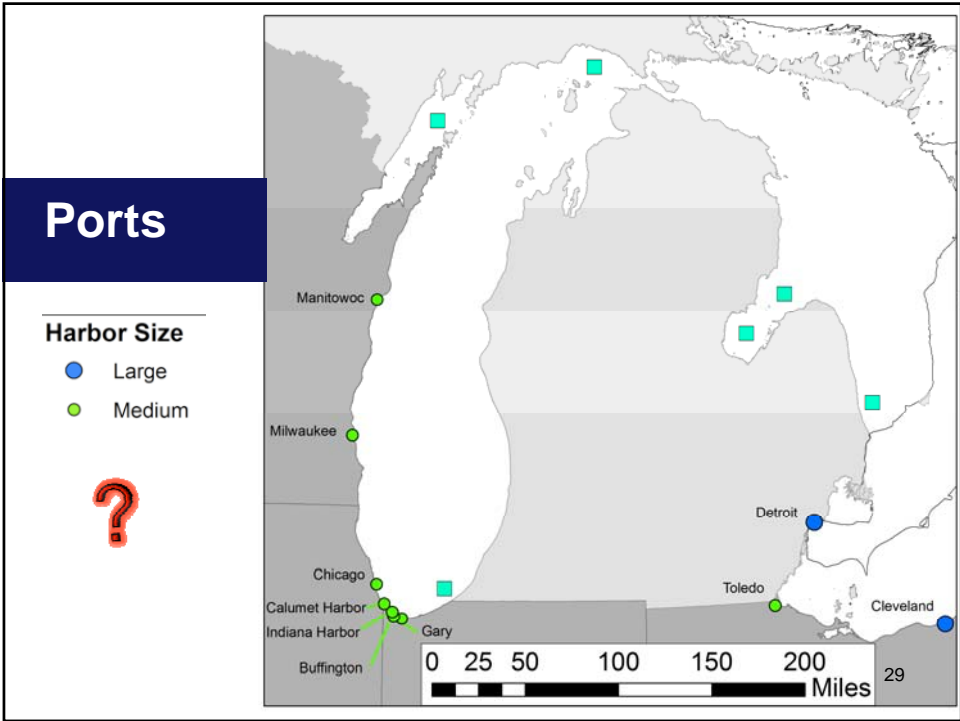 Ports
Harbor Size
Large
Medium
?
Manitowoc
Milwaukee
Chicago
Calumet Harbor
Indiana Harbor
Buffington
Gary
Detroit
Toledo
Cleveland
0 25 50 100 150 200
Miles
29